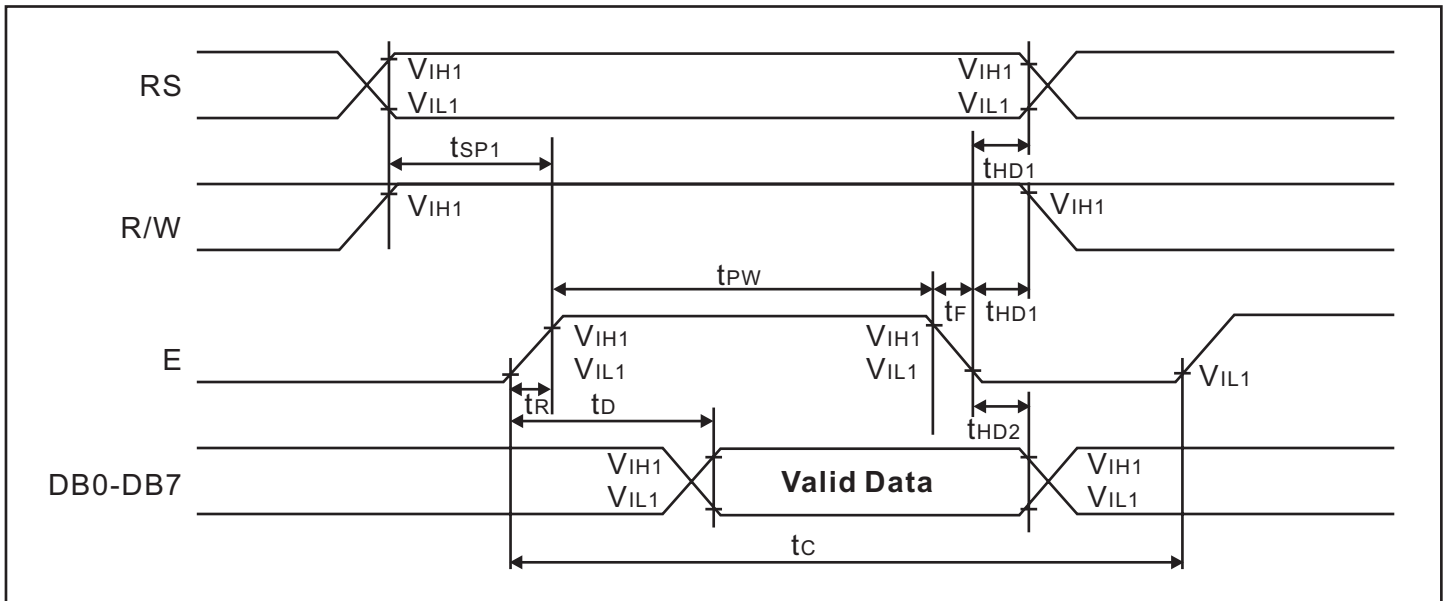 RS
VIH1 VIH1
VIL1 VIL1
tSP1
tHD1
R/W
VIH1 VIH1
tPW
tF tHD1
E
VIH1 VIH1
VIL1 VIL1 VIL1
tR tD
tHD2
DB0-DB7
VIH1 Valid Data VIH1
VIL1 VIL1
tC